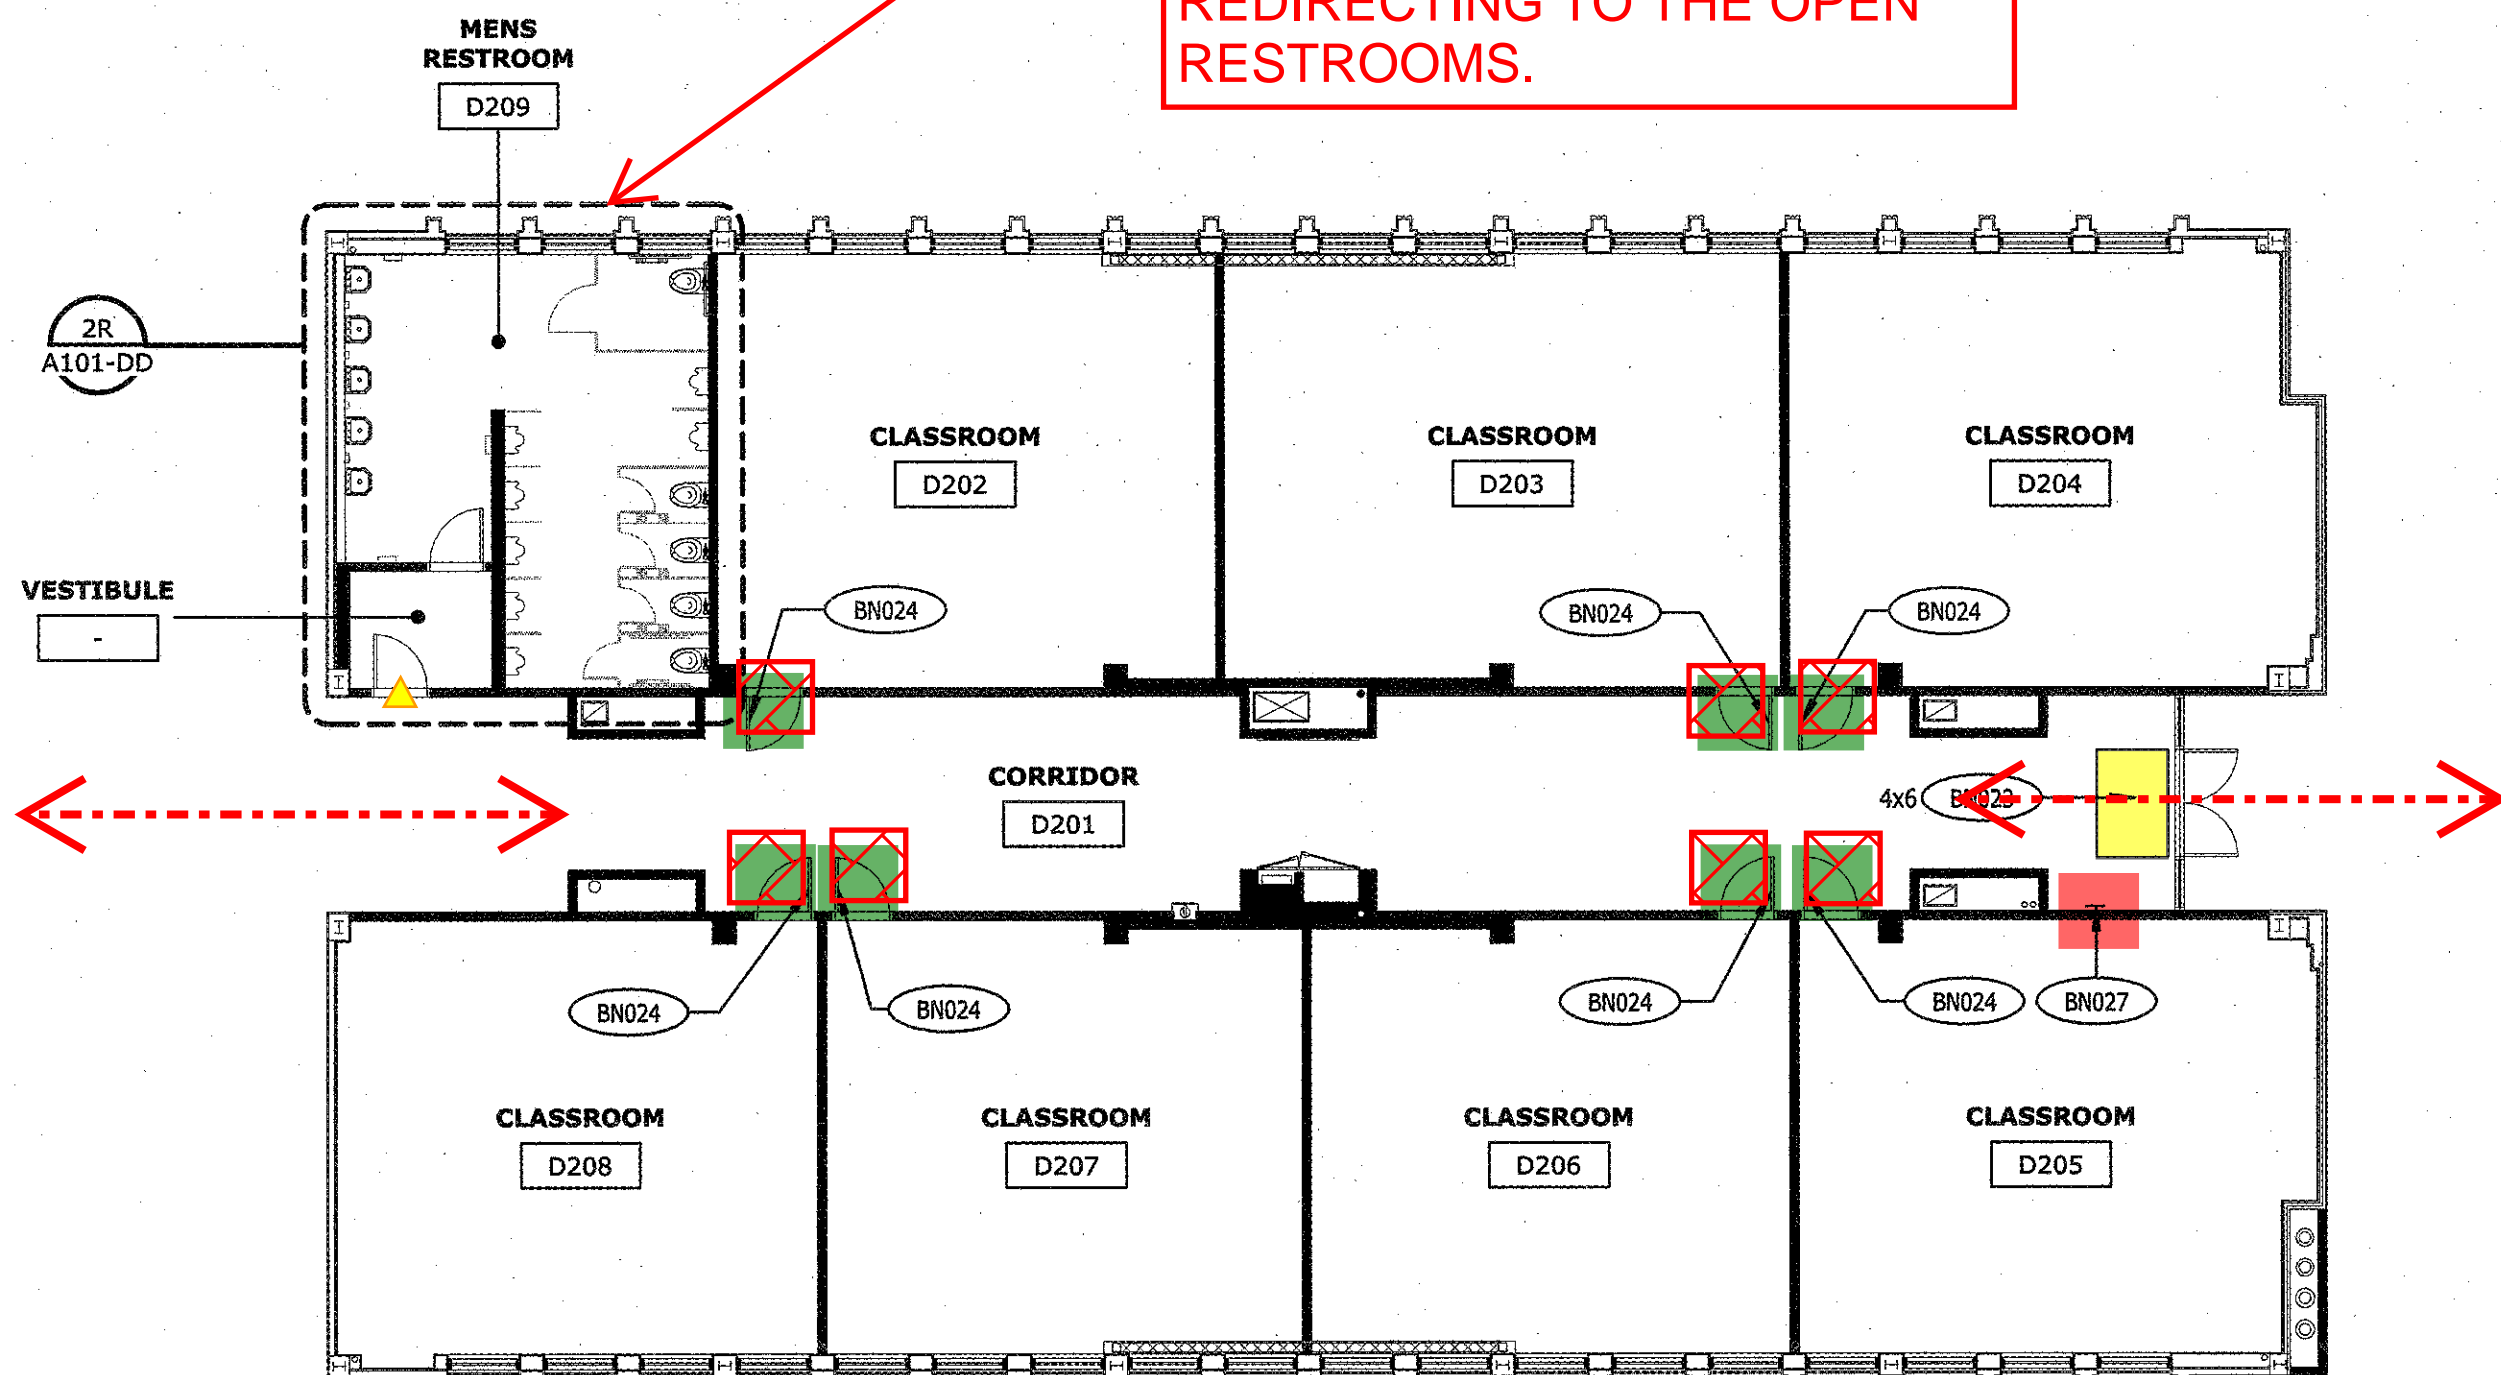 REDIRECTING TO THE OPEN
RESTROOMS.
MENS
RESTROOM
D209
2R
A101-DD
CLASSROOM
D202
CLASSROOM
D203
CLASSROOM
D204
VESTIBULE
-
BN024
BN024
BN024
CORRIDOR
D201
4x6
BN023
BN024
BN024
BN024
BN024
BN027
CLASSROOM
D208
CLASSROOM
D207
CLASSROOM
D206
CLASSROOM
D205